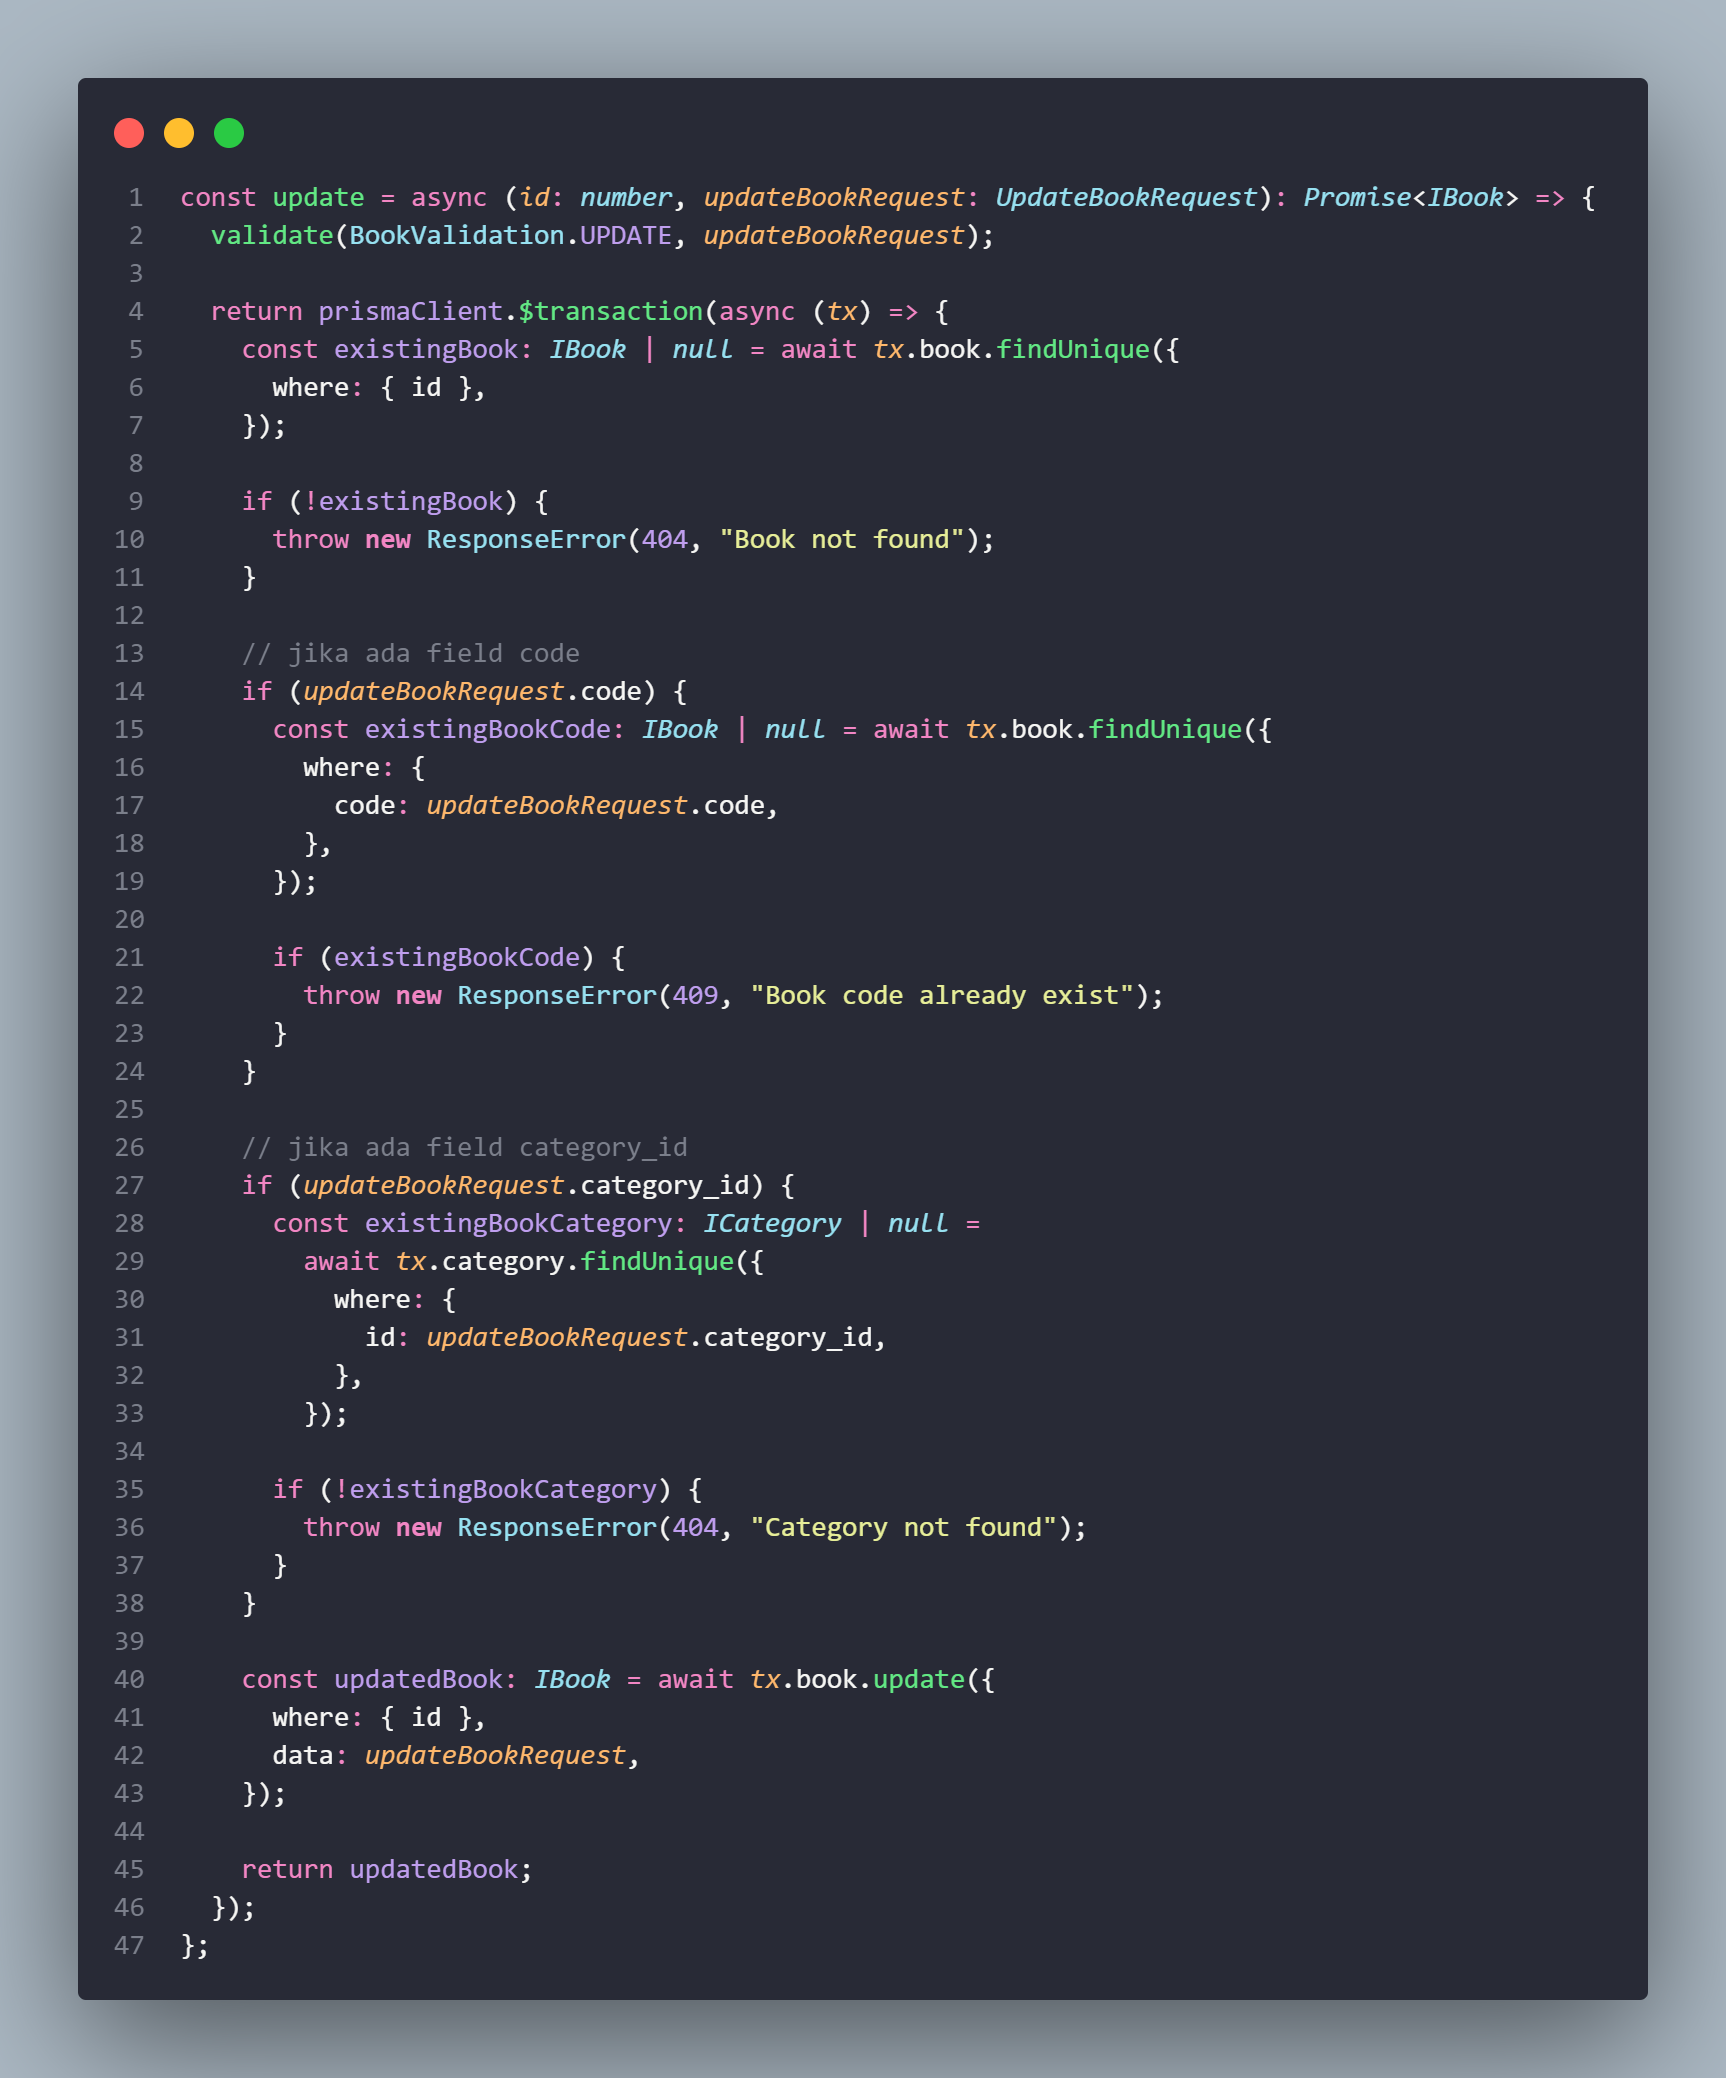 1 const update = async (id: number, updateBookRequest: UpdateBookRequest): Promise<IBook> => {
2   validate(BookValidation.UPDATE, updateBookRequest);
3
4   return prismaClient.$transaction(async (tx) => {
5     const existingBook: IBook | null = await tx.book.findUnique({
6       where: { id },
7     });
8
9     if (!existingBook) {
10       throw new ResponseError(404, "Book not found");
11     }
12
13     // jika ada field code
14     if (updateBookRequest.code) {
15       const existingBookCode: IBook | null = await tx.book.findUnique({
16         where: {
17           code: updateBookRequest.code,
18         },
19       });
20
21       if (existingBookCode) {
22         throw new ResponseError(409, "Book code already exist");
23       }
24     }
25
26     // jika ada field category_id
27     if (updateBookRequest.category_id) {
28       const existingBookCategory: ICategory | null =
29         await tx.category.findUnique({
30           where: {
31             id: updateBookRequest.category_id,
32           },
33         });
34
35       if (!existingBookCategory) {
36         throw new ResponseError(404, "Category not found");
37       }
38     }
39
40     const updatedBook: IBook = await tx.book.update({
41       where: { id },
42       data: updateBookRequest,
43     });
44
45     return updatedBook;
46   });
47 };